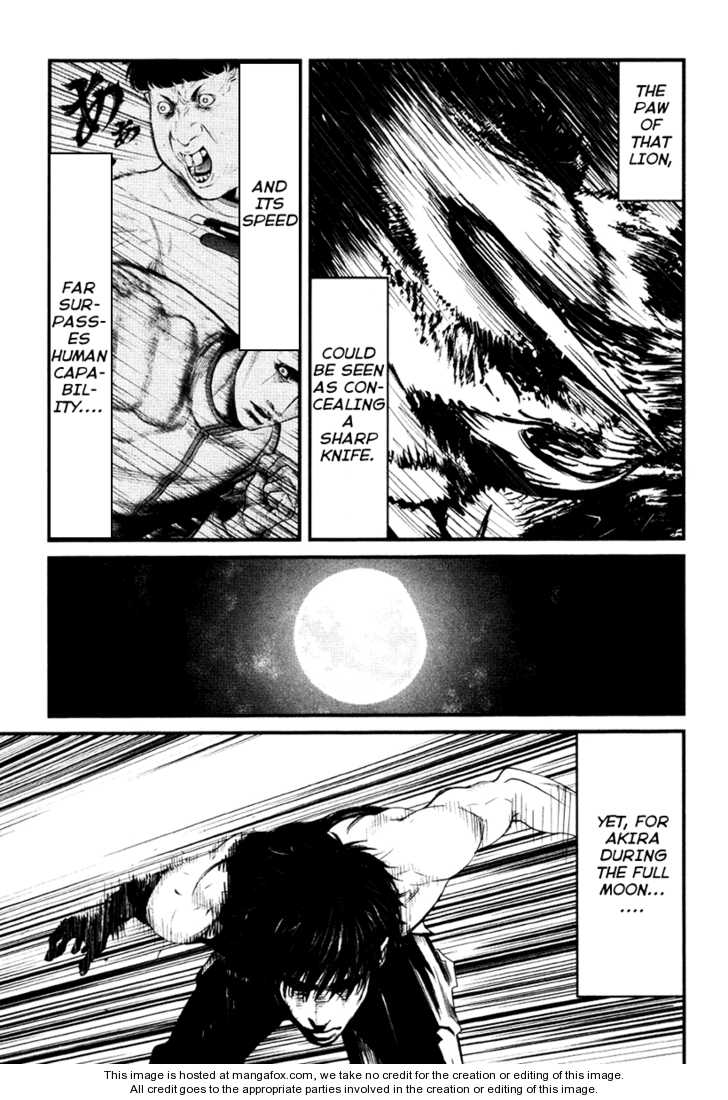 THE
PAW
OF
THAT
LION,
COULD
BE SEEN
AS CON-
CEALING
A
SHARP
KNIFE.
AND
ITS
SPEED
FAR
SUR-
PASS-
ES
HUMAN
CAPA-
BIL-
ITY....
YET, FOR
AKIRA
DURING
THE FULL
MOON...
....
This image is hosted at mangafox.com, we take no credit for the creation or editing of this image.
All credit goes to the appropriate parties involved in the creation or editing of this image.